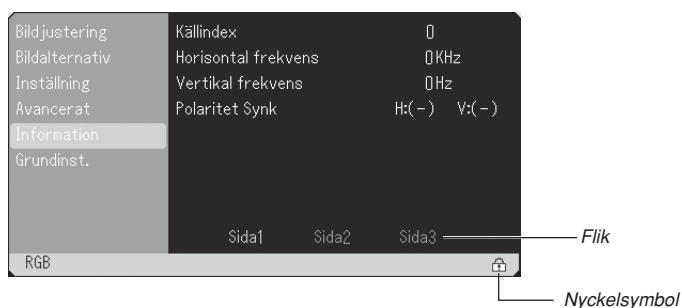 Bildjustering
Bildalternativ
Inställning
Avancerat
Information
Grundinst.
Källindex 0
Horisontal frekvens 0KHz
Vertikal frekvens 0Hz
Polaritet Synk H:(−) V:(−)
Sida1 Sida2 Sida3
Flik
RGB
Nyckelsymbol